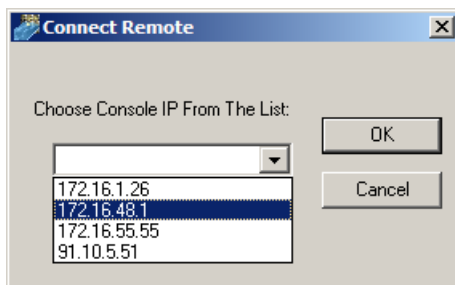 Connect Remote
Choose Console IP From The List:
OK
Cancel
172.16.1.26
172.16.48.1
172.16.55.55
91.10.5.51